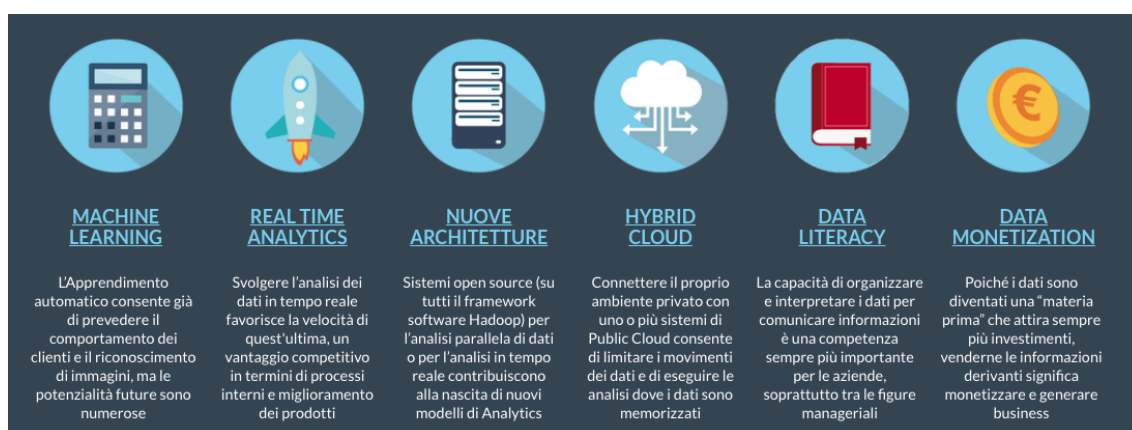 MACHINE
LEARNING
L’Apprendimento
automatico consente già
di prevedere il
comportamento dei
clienti e il riconoscimento
di immagini, ma le
potenzialità future sono
numerose
REAL TIME
ANALYTICS
Svolgere l’analisi dei
dati in tempo reale
favorisce la velocità di
quest'ultima, un
vantaggio competitivo
in termini di processi
interni e miglioramento
dei prodotti
NUOVE
ARCHITETTURE
Sistemi open source (su
tutti il framework
software Hadoop) per
l’analisi parallela di dati
o per l’analisi in tempo
reale contribuiscono
alla nascita di nuovi
modelli di Analytics
HYBRID
CLOUD
Connettere il proprio
ambiente privato con
uno o più sistemi di
Public Cloud consente
di limitare i movimenti
dei dati e di eseguire le
analisi dove i dati sono
memorizzati
DATA
LITERACY
La capacità di organizzare
e interpretare i dati per
comunicare informazioni
è una competenza
sempre più importante
per le aziende,
soprattutto tra le figure
manageriali
€
DATA
MONETIZATION
Poiché i dati sono
diventati una “materia
prima” che attira sempre
più investimenti,
venderne le informazioni
derivanti significa
monetizzare e generare
business